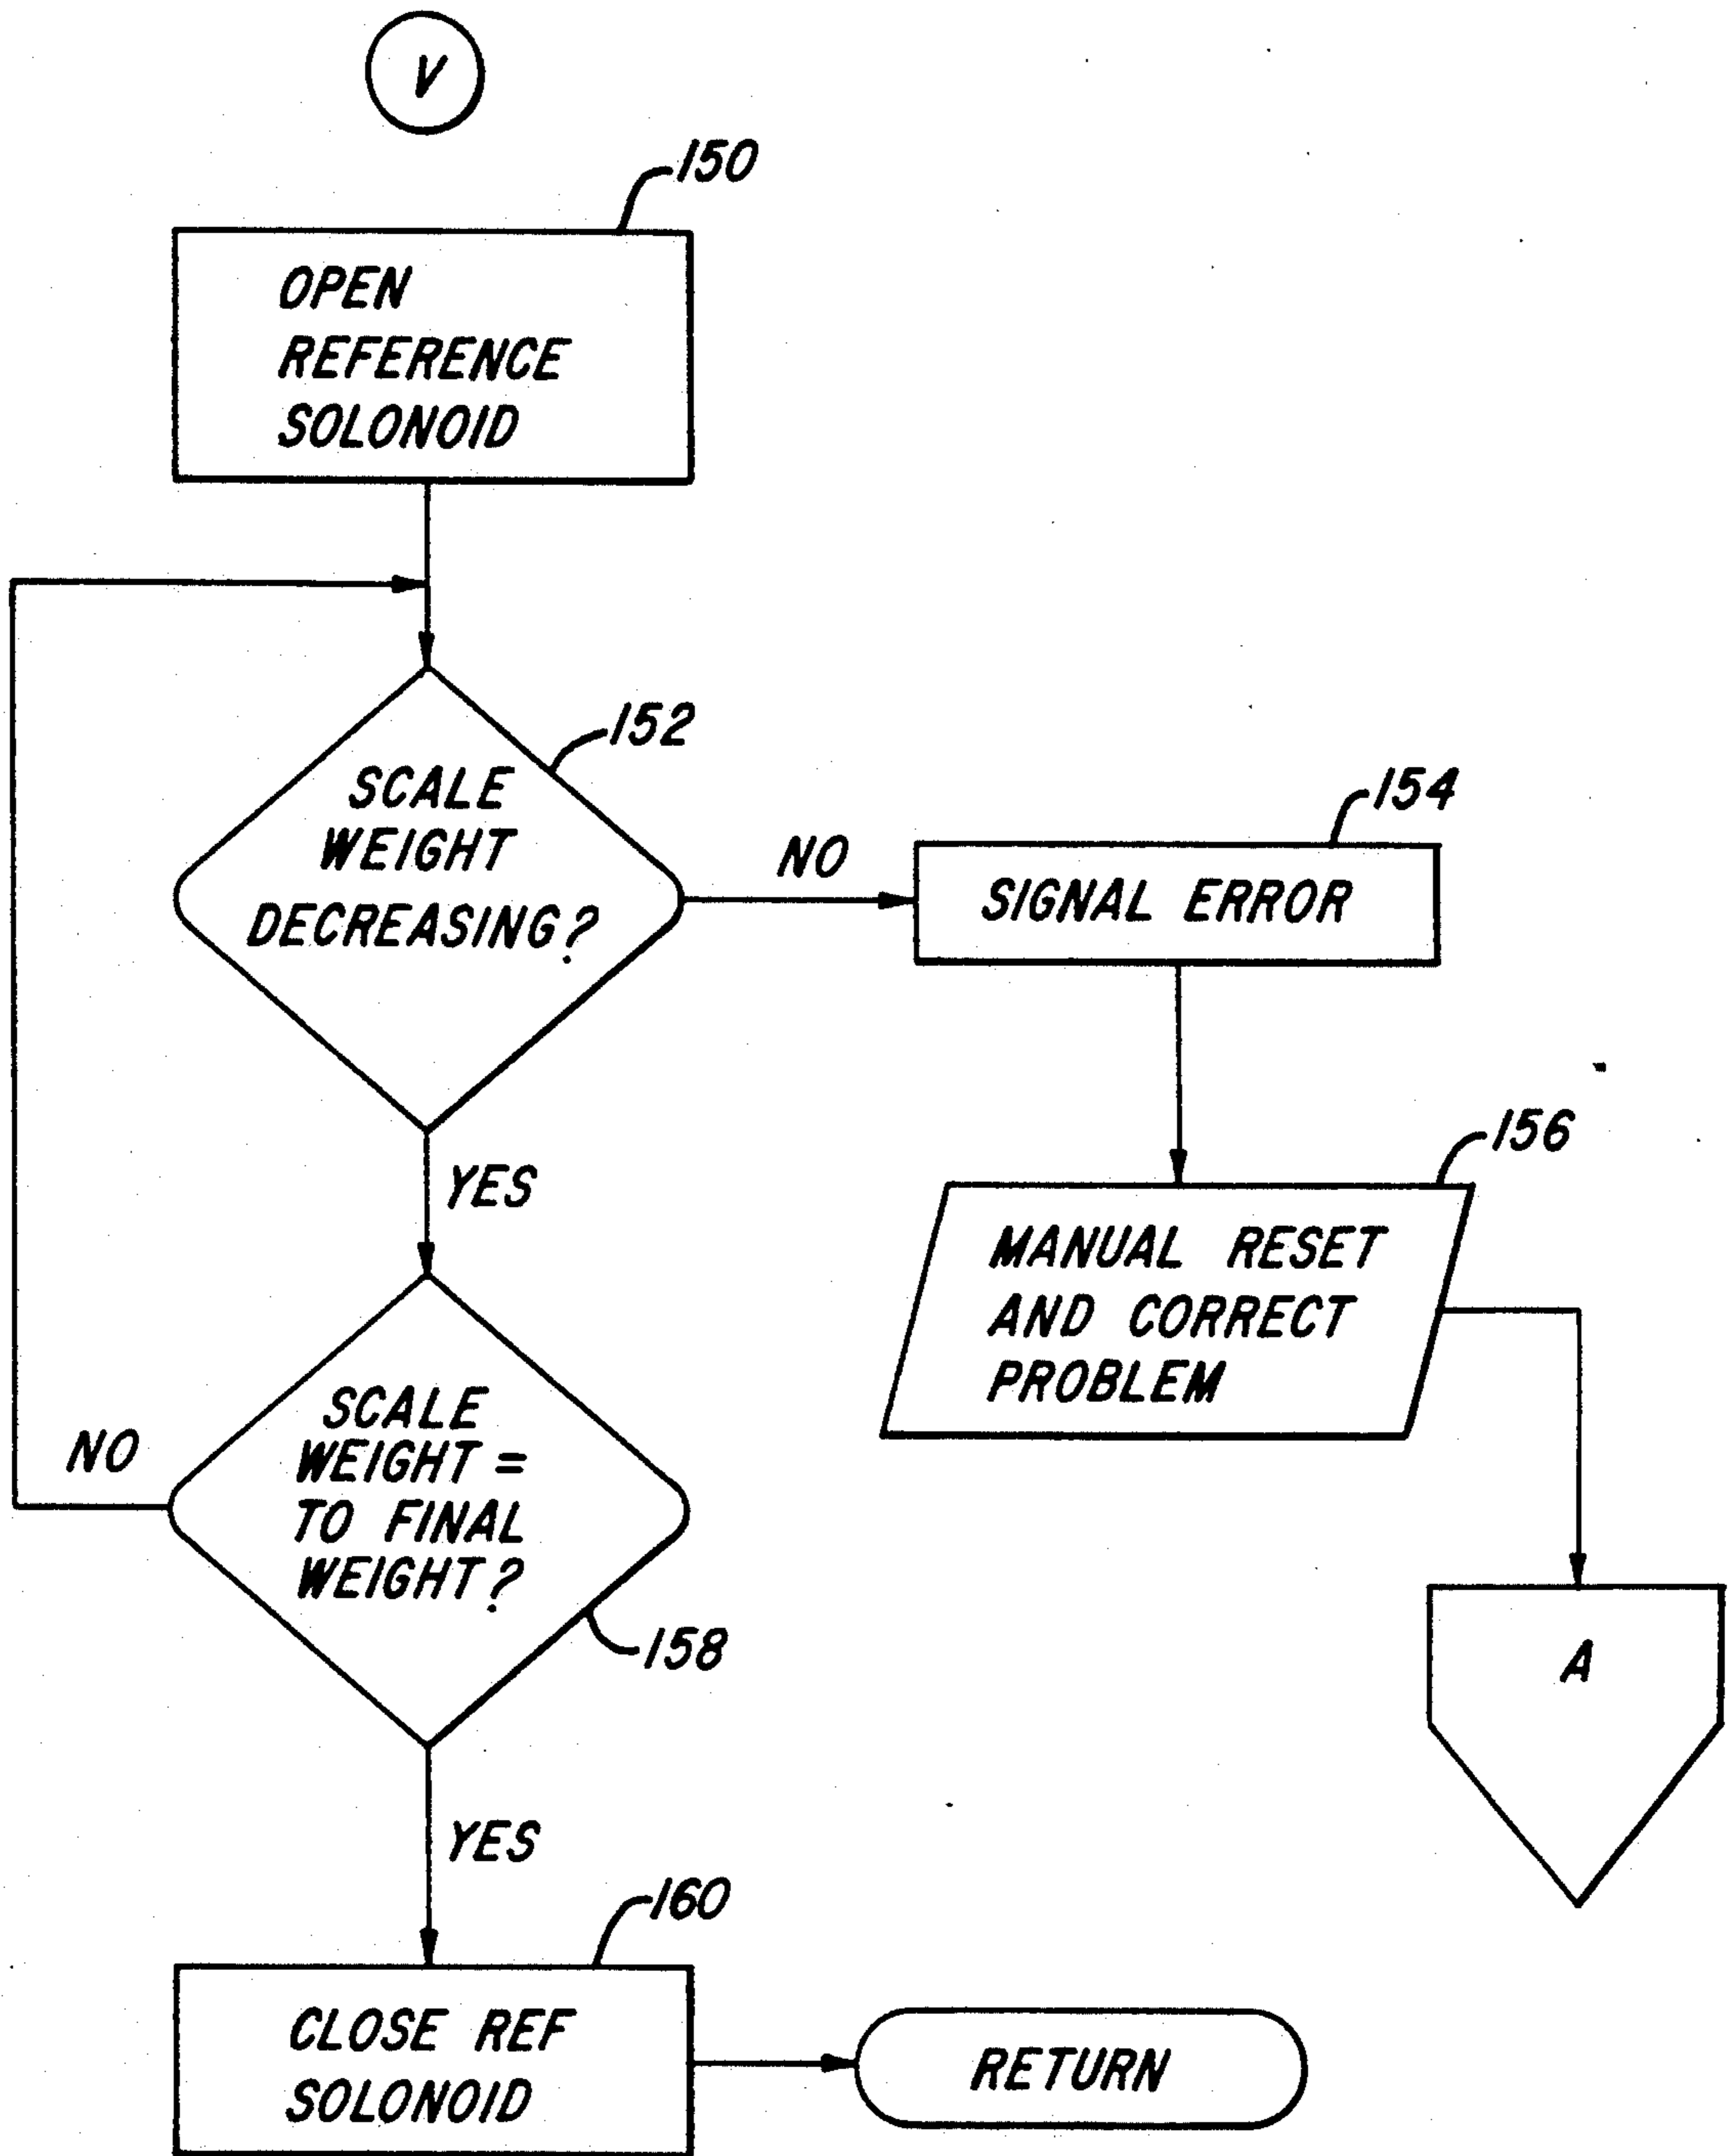 V
150
OPEN
REFERENCE
SOLONOID
152
SCALE
WEIGHT
DECREASING?
NO
154
SIGNAL ERROR
YES
156
MANUAL RESET
AND CORRECT
PROBLEM
NO
SCALE
WEIGHT =
TO FINAL
WEIGHT?
158
A
YES
160
CLOSE REF
SOLONOID
RETURN